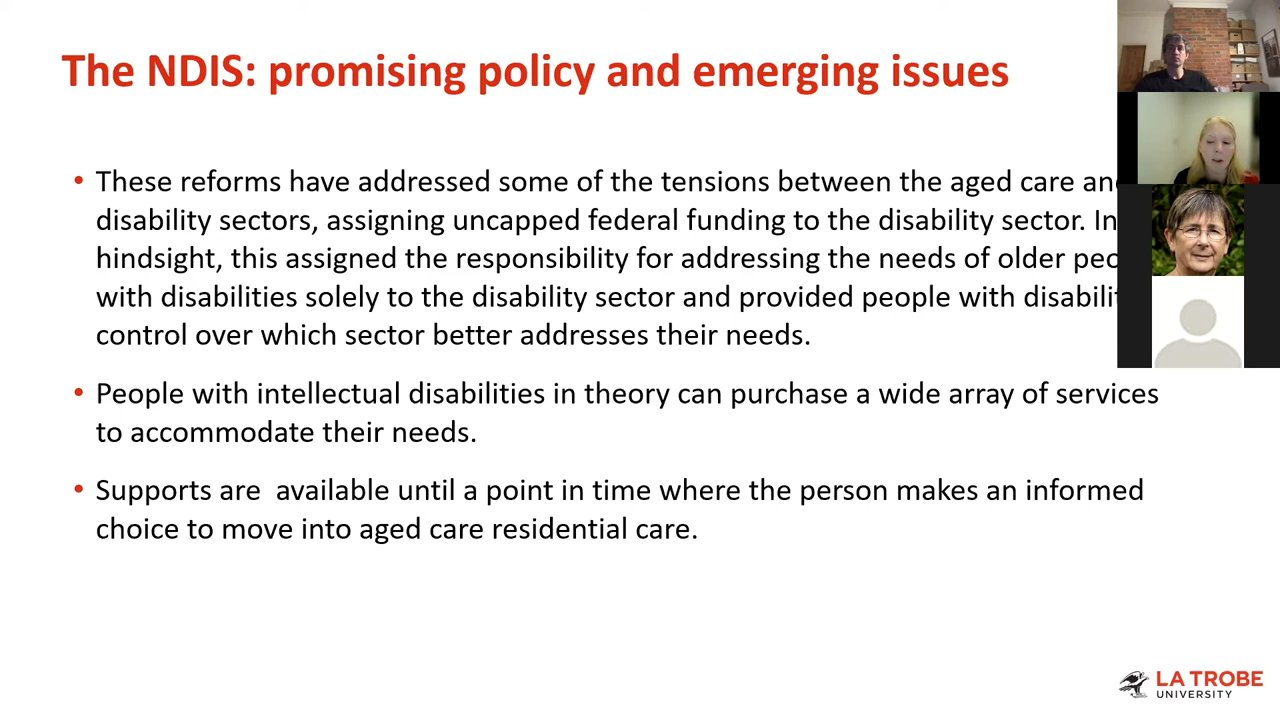 The NDIS: promising policy and emerging issues
• These reforms have addressed some of the tensions between the aged care
disability sectors, assigning uncapped federal funding to the disability sector. In
hindsight, this assigned the responsibility for addressing the needs of older
with disabilities solely to the disability sector and provided people with
control over which sector better addresses their needs.
• People with intellectual disabilities in theory can purchase a wide array of services
to accommodate their needs.
• Supports are  available until a point in time where the person makes an informed
choice to move into aged care residential care.
LA TROBE
UNIVERSITY